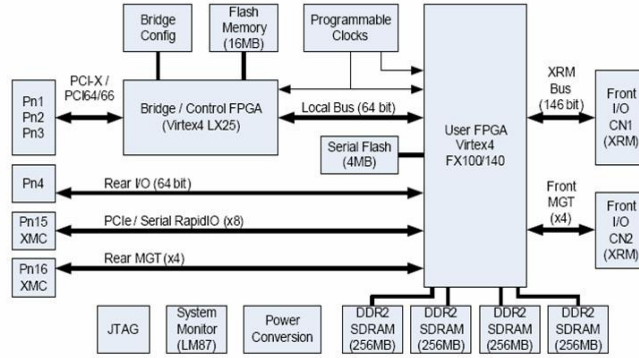 Bridge
Config
Flash
Memory
(16MB)
Programmable
Clocks
Pn1
Pn2
Pn3
PCI-X /
PCI64/66
Bridge / Control FPGA
(Virtex4 LX25)
Local Bus (64 bit)
User FPGA
Virtex4
FX100/140
XRM
Bus
(146 bit)
Front
I/O
CN1
(XRM)
Serial Flash
(4MB)
Pn4
Rear I/O (64 bit)
Pn15
XMC
PCIe / Serial RapidIO (x8)
Front
MGT
(x4)
Front
I/O
CN2
(XRM)
Pn16
XMC
Rear MGT (x4)
JTAG
System
Monitor
(LM87)
Power
Conversion
DDR2
SDRAM
(256MB)
DDR2
SDRAM
(256MB)
DDR2
SDRAM
(256MB)
DDR2
SDRAM
(256MB)